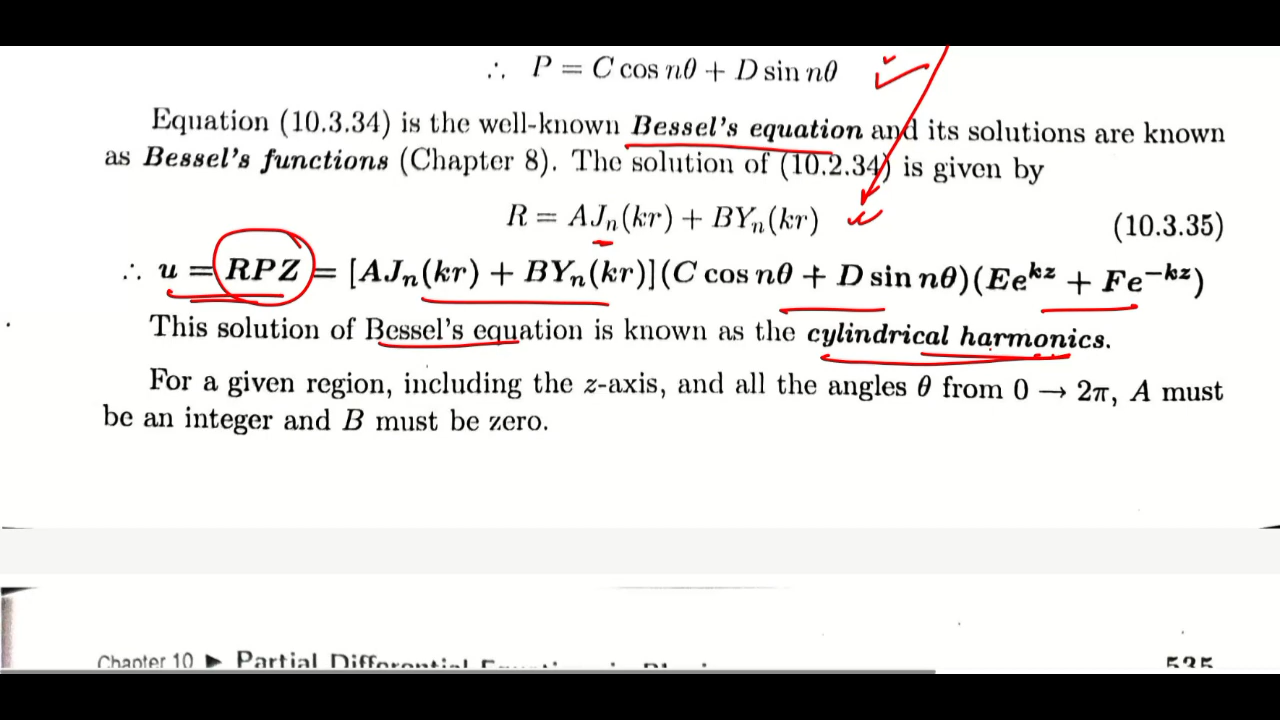 ∴ P = C cos nθ + D sin nθ
Equation (10.3.34) is the well-known Bessel's equation and its solutions are known
as Bessel's functions (Chapter 8). The solution of (10.2.34) is given by
R = AJₙ(kr) + BYₙ(kr) (10.3.35)
∴ u = RPZ = [AJₙ(kr) + BYₙ(kr)](C cos nθ + D sin nθ)(Eeᵏᶻ + Fe⁻ᵏᶻ)
This solution of Bessel's equation is known as the cylindrical harmonics.
For a given region, including the z-axis, and all the angles θ from 0 → 2π, A must
be an integer and B must be zero.
Chapter 10 ▶ Partial Differential